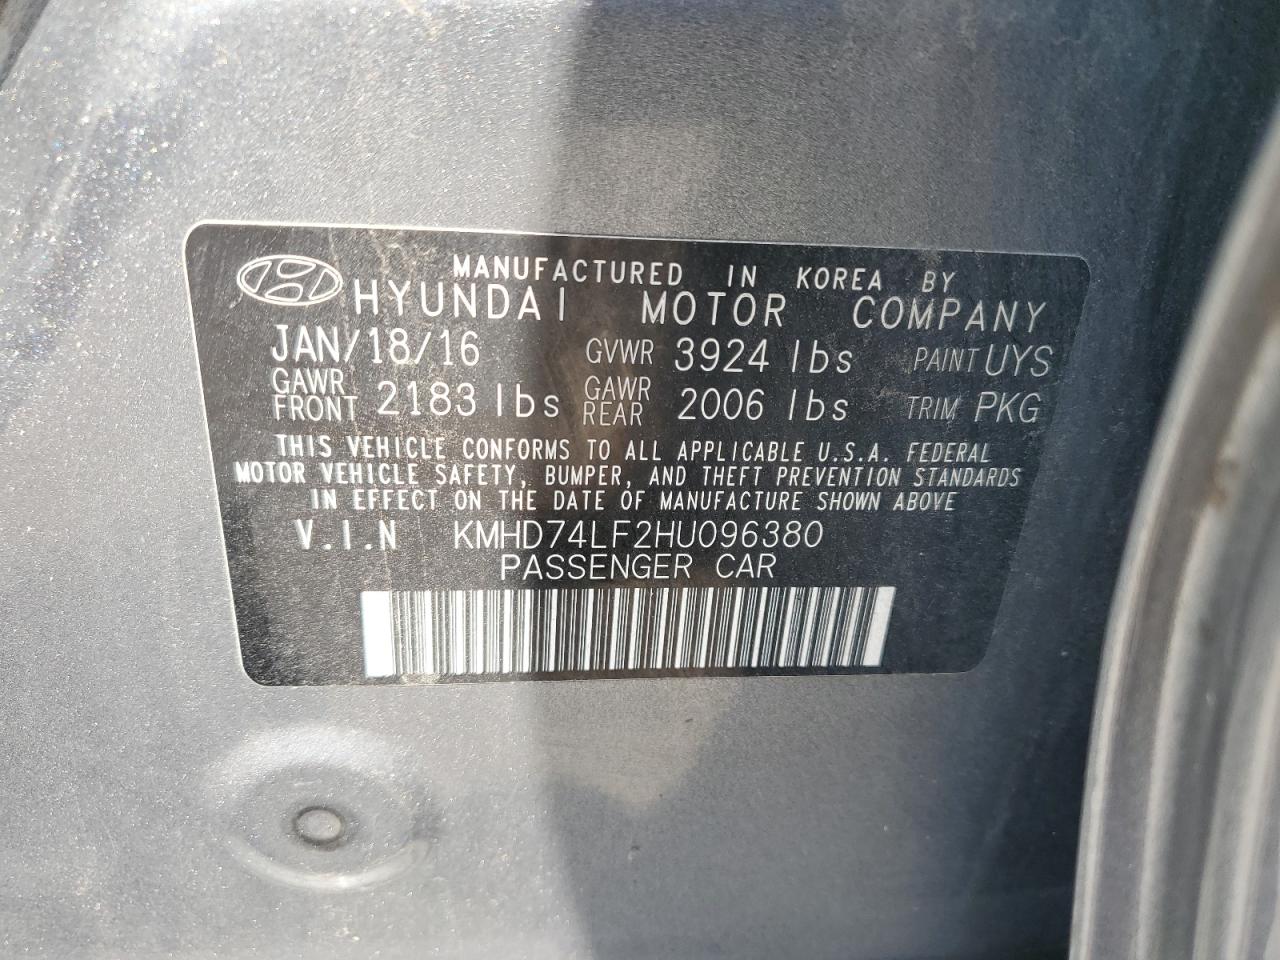 MANUFACTURED IN KOREA BY
HYUNDAI MOTOR COMPANY
JAN/18/16 GVWR 3924 lbs PAINT UYS
GAWR FRONT 2183 lbs GAWR REAR 2006 lbs TRIM PKG
THIS VEHICLE CONFORMS TO ALL APPLICABLE U.S.A. FEDERAL
MOTOR VEHICLE SAFETY, BUMPER, AND THEFT PREVENTION STANDARDS
IN EFFECT ON THE DATE OF MANUFACTURE SHOWN ABOVE
V.I.N KMHD74LF2HU096380
PASSENGER CAR